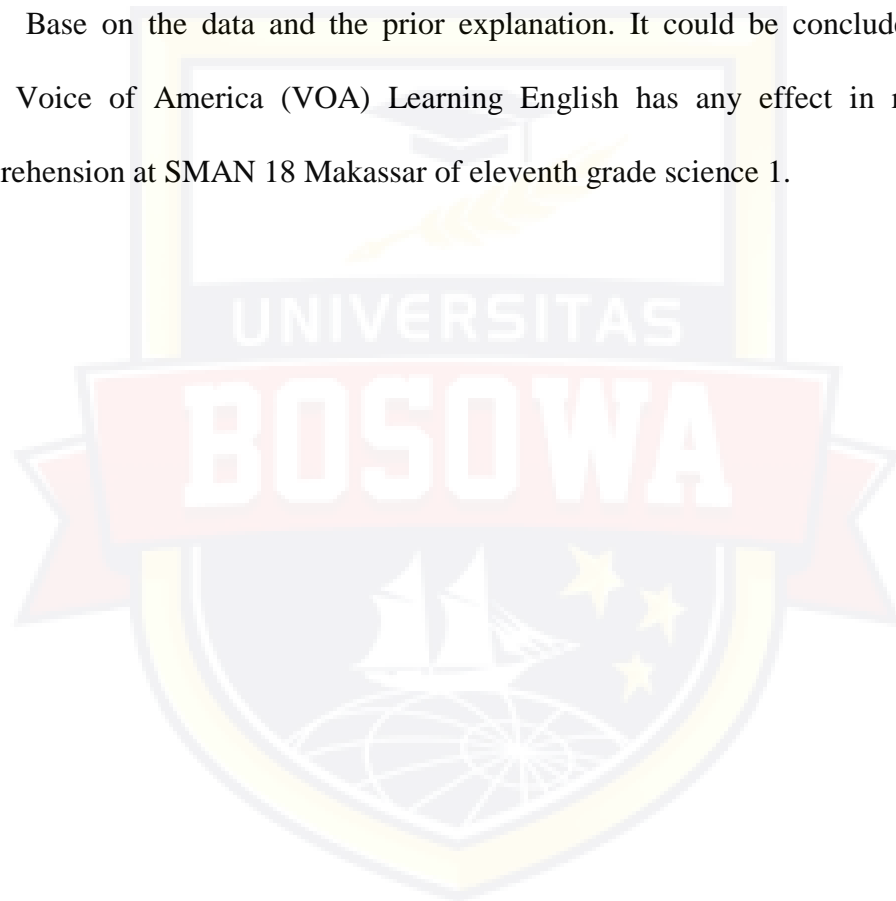 Base on the data and the prior explanation. It could be conclude
Voice of America (VOA) Learning English has any effect in
rehension at SMAN 18 Makassar of eleventh grade science 1.
UNIVERSITAS
BOSOWA